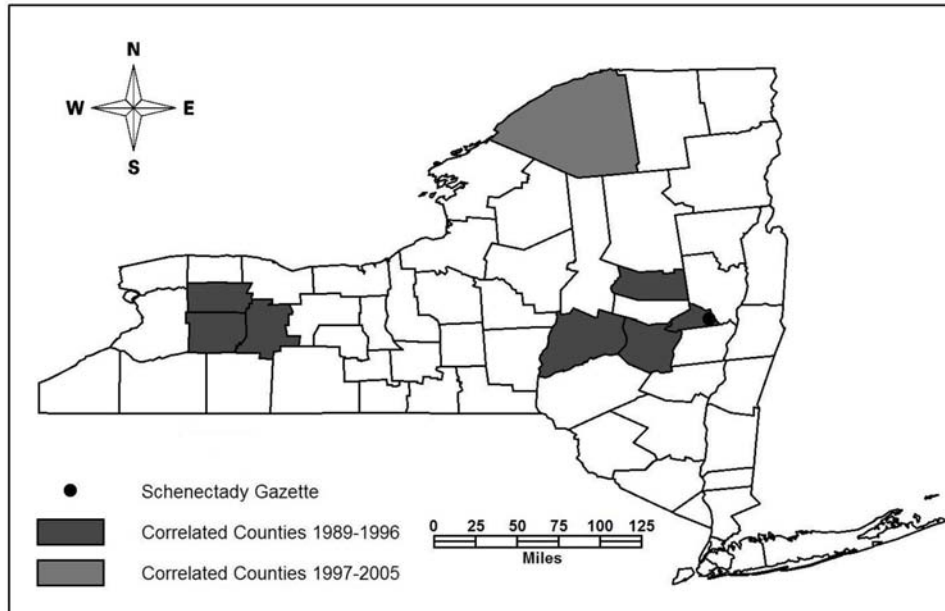 N
W E
S
Schenectady Gazette
Correlated Counties 1989-1996
Correlated Counties 1997-2005
0 25 50 75 100 125
Miles